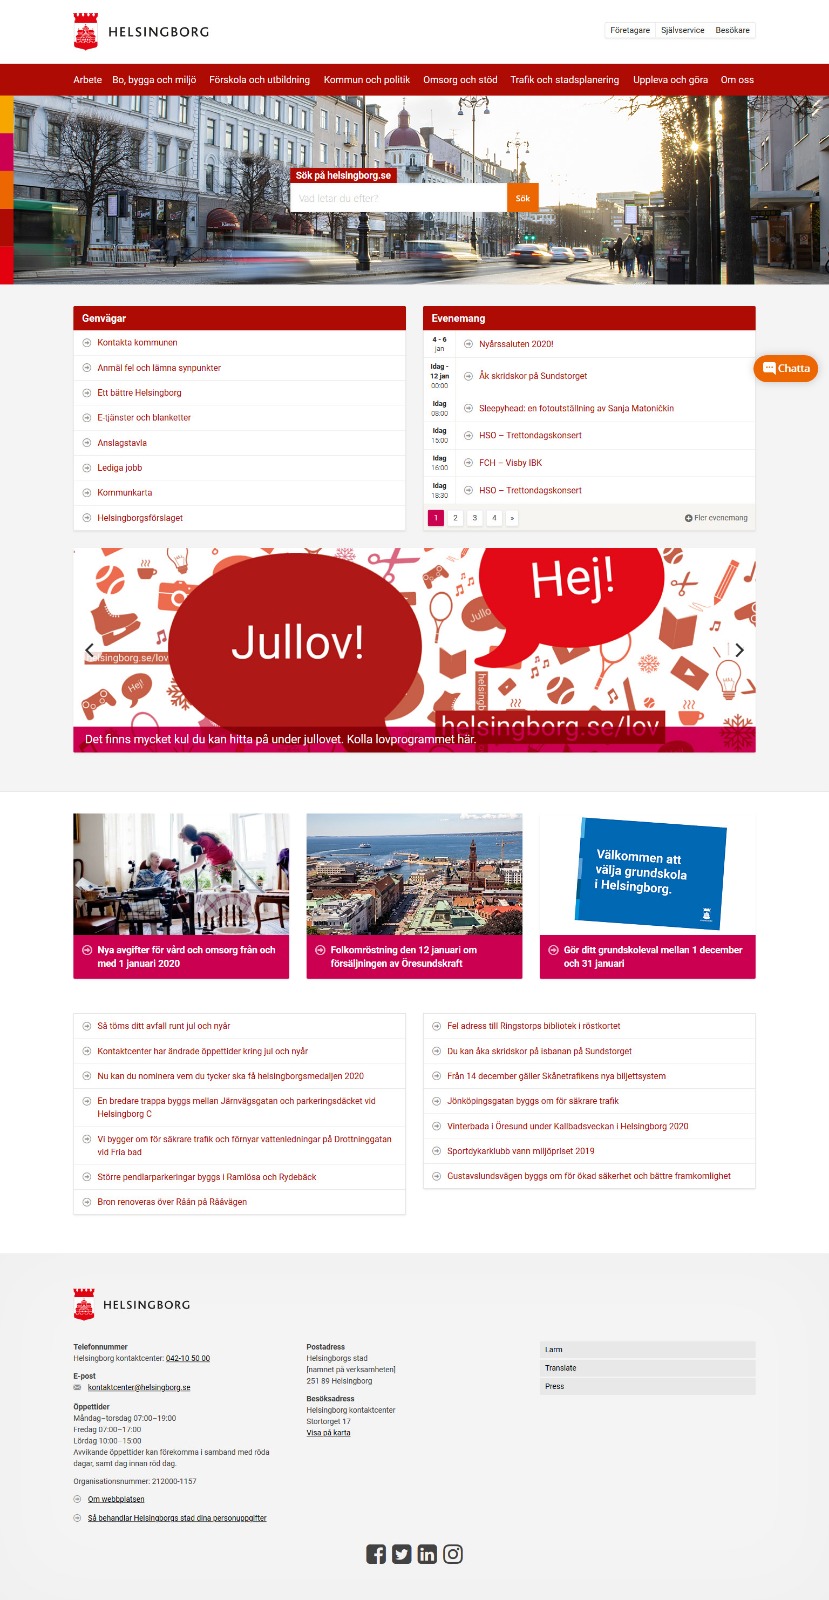 HELSINGBORG
Företagare Självservice Besökare
Arbete Bo, bygga och miljö Förskola och utbildning Kommun och politik Omsorg och stöd Trafik och stadsplanering Uppleva och göra Om oss
Sök på helsingborg.se
Vad letar du efter? Sök
Genvägar
Kontakta kommunen
Anmäl fel och lämna synpunkter
Ett bättre Helsingborg
E-tjänster och blanketter
Anslagstavla
Lediga jobb
Kommunkarta
Helsingborgsförslaget
Evenemang
4 - 6
jan
Nyårssaluten 2020!
Idag -
12 jan
00:00
Åk skridskor på Sundstorget
Idag
08:00
Sleepyhead: en fotoutställning av Sanja Matoničkin
Idag
15:00
HSO – Trettondagskonsert
Idag
16:00
FCH – Visby IBK
Idag
18:30
HSO – Trettondagskonsert
1 2 3 4 » Fler evenemang
Chatta
Jullov!
Hej!
helsingborg.se/lov
helsingborg.se/lov
Hej!
Det finns mycket kul du kan hitta på under jullovet. Kolla lovprogrammet här.
Nya avgifter för vård och omsorg från och
med 1 januari 2020
Folkomröstning den 12 januari om
försäljningen av Öresundskraft
Välkommen att
välja grundskola
i Helsingborg.
Gör ditt grundskoleval mellan 1 december
och 31 januari
Så töms ditt avfall runt jul och nyår
Kontaktcenter har ändrade öppettider kring jul och nyår
Nu kan du nominera vem du tycker ska få helsingborgsmedaljen 2020
En bredare trappa byggs mellan Järnvägsgatan och parkeringsdäcket vid
Helsingborg C
Vi bygger om för säkrare trafik och förnyar vattenledningar på Drottninggatan
vid Fria bad
Större pendlarparkeringar byggs i Ramlösa och Rydebäck
Bron renoveras över Råån på Rååvägen
Fel adress till Ringstorps bibliotek i röstkortet
Du kan åka skridskor på isbanan på Sundstorget
Från 14 december gäller Skånetrafikens nya biljettsystem
Jönköpingsgatan byggs om för säkrare trafik
Vinterbada i Öresund under Kallbadsveckan i Helsingborg 2020
Sportdykarklubb vann miljöpriset 2019
Gustavslundsvägen byggs om för ökad säkerhet och bättre framkomlighet
HELSINGBORG
Telefonnummer
Helsingborg kontaktcenter: 042-10 50 00
E-post
kontaktcenter@helsingborg.se
Öppettider
Måndag–torsdag 07:00–19:00
Fredag 07:00–17:00
Lördag 10:00–15:00
Avvikande öppettider kan förekomma i samband med röda
dagar, samt dag innan röd dag.
Organisationsnummer: 212000-1157
Om webbplatsen
Så behandlar Helsingborgs stad dina personuppgifter
Postadress
Helsingborgs stad
[namnet på verksamheten]
251 89 Helsingborg
Besöksadress
Helsingborg kontaktcenter
Stortorget 17
Visa på karta
Larm
Translate
Press